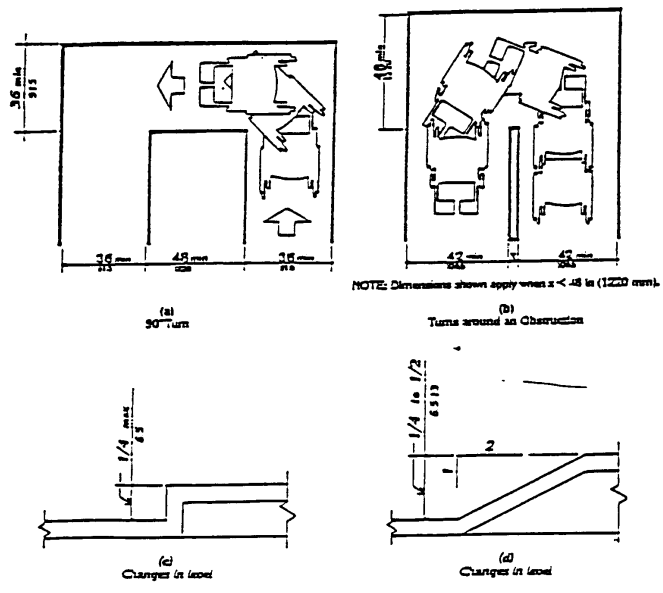 36 min
915
36 min
48 min
36 min
48 min
42 min
42 min
NOTE: Dimensions shown apply when x < 48 in (1220 mm).
(a)
90° Turn
(b)
Turns around an Obstruction
1/4 max
6.5
(c)
Changes in level
1/4 to 1/2
6.5 13
2
1
(d)
Changes in level